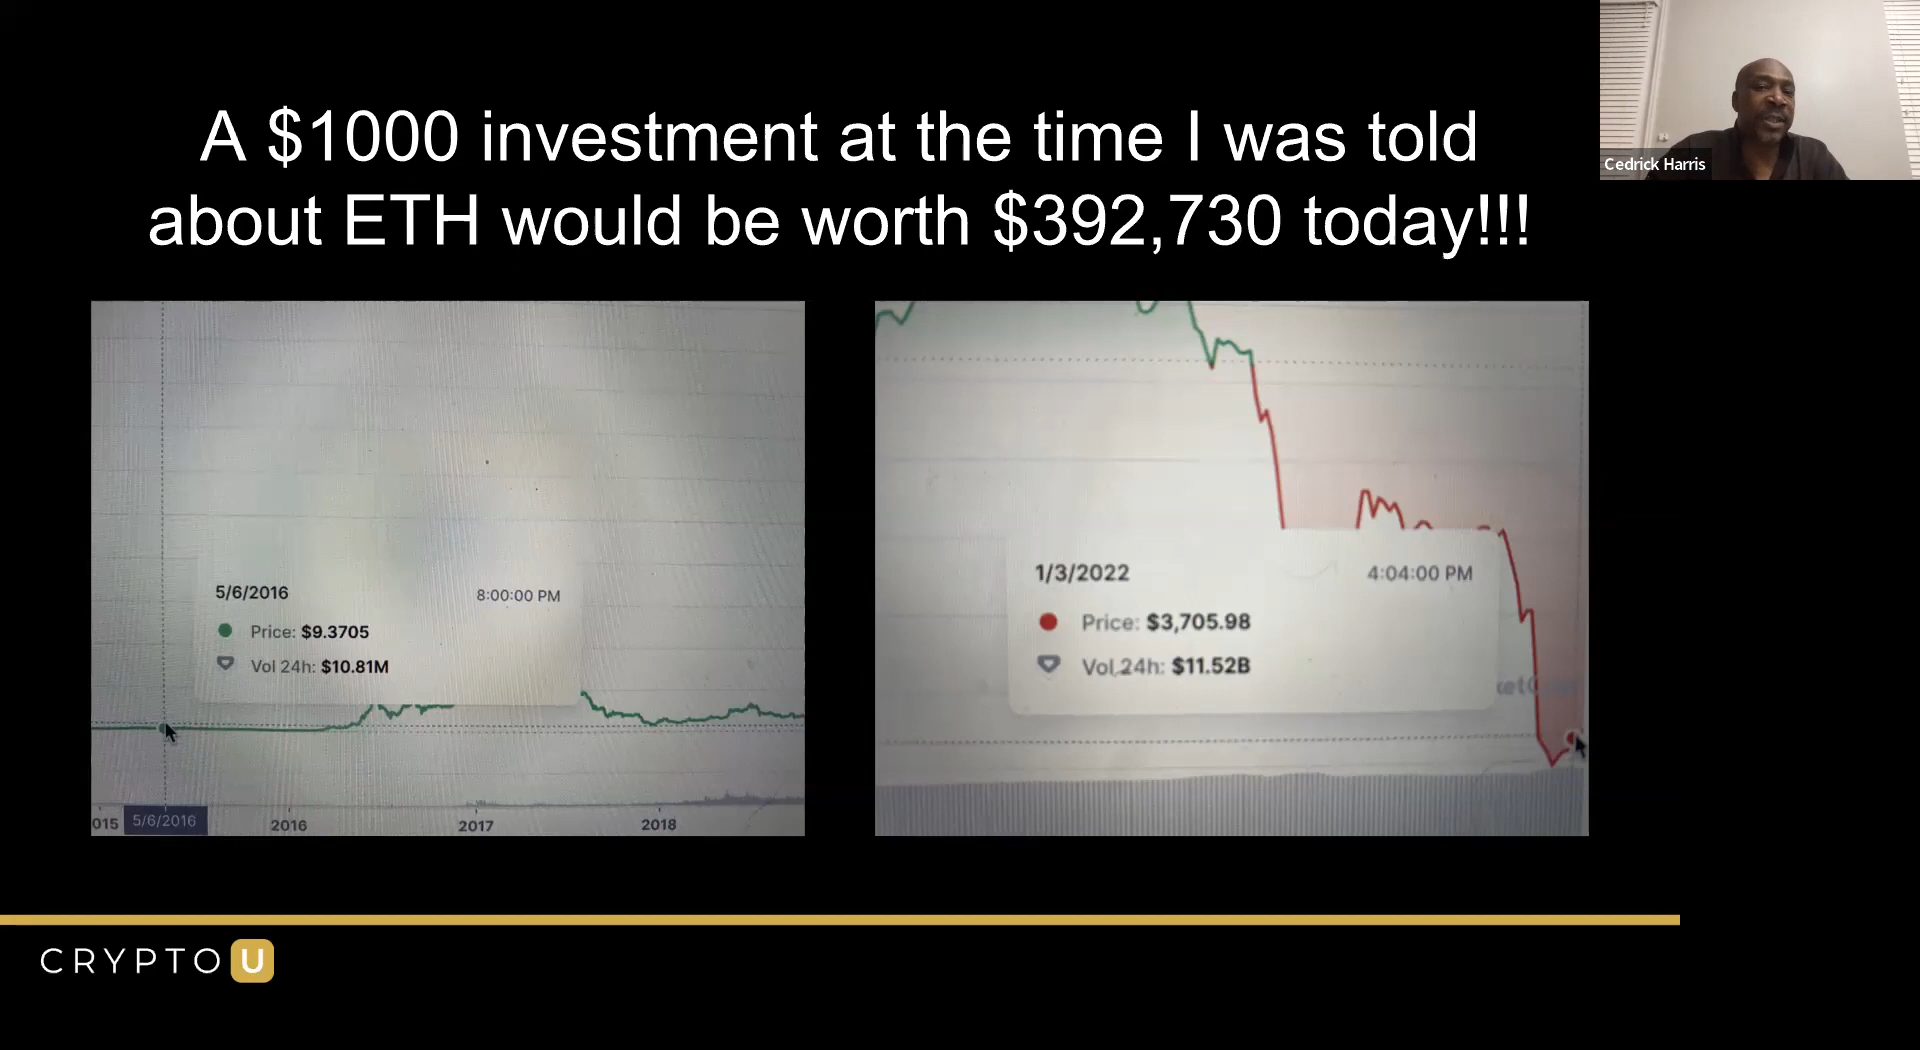 A $1000 investment at the time I was told
about ETH would be worth $392,730 today!!!
Cedrick Harris
5/6/2016 8:00:00 PM
Price: $9.3705
Vol 24h: $10.81M
015 5/6/2016 2016 2017 2018
1/3/2022 4:04:00 PM
Price: $3,705.98
Vol 24h: $11.52B
CRYPTO U